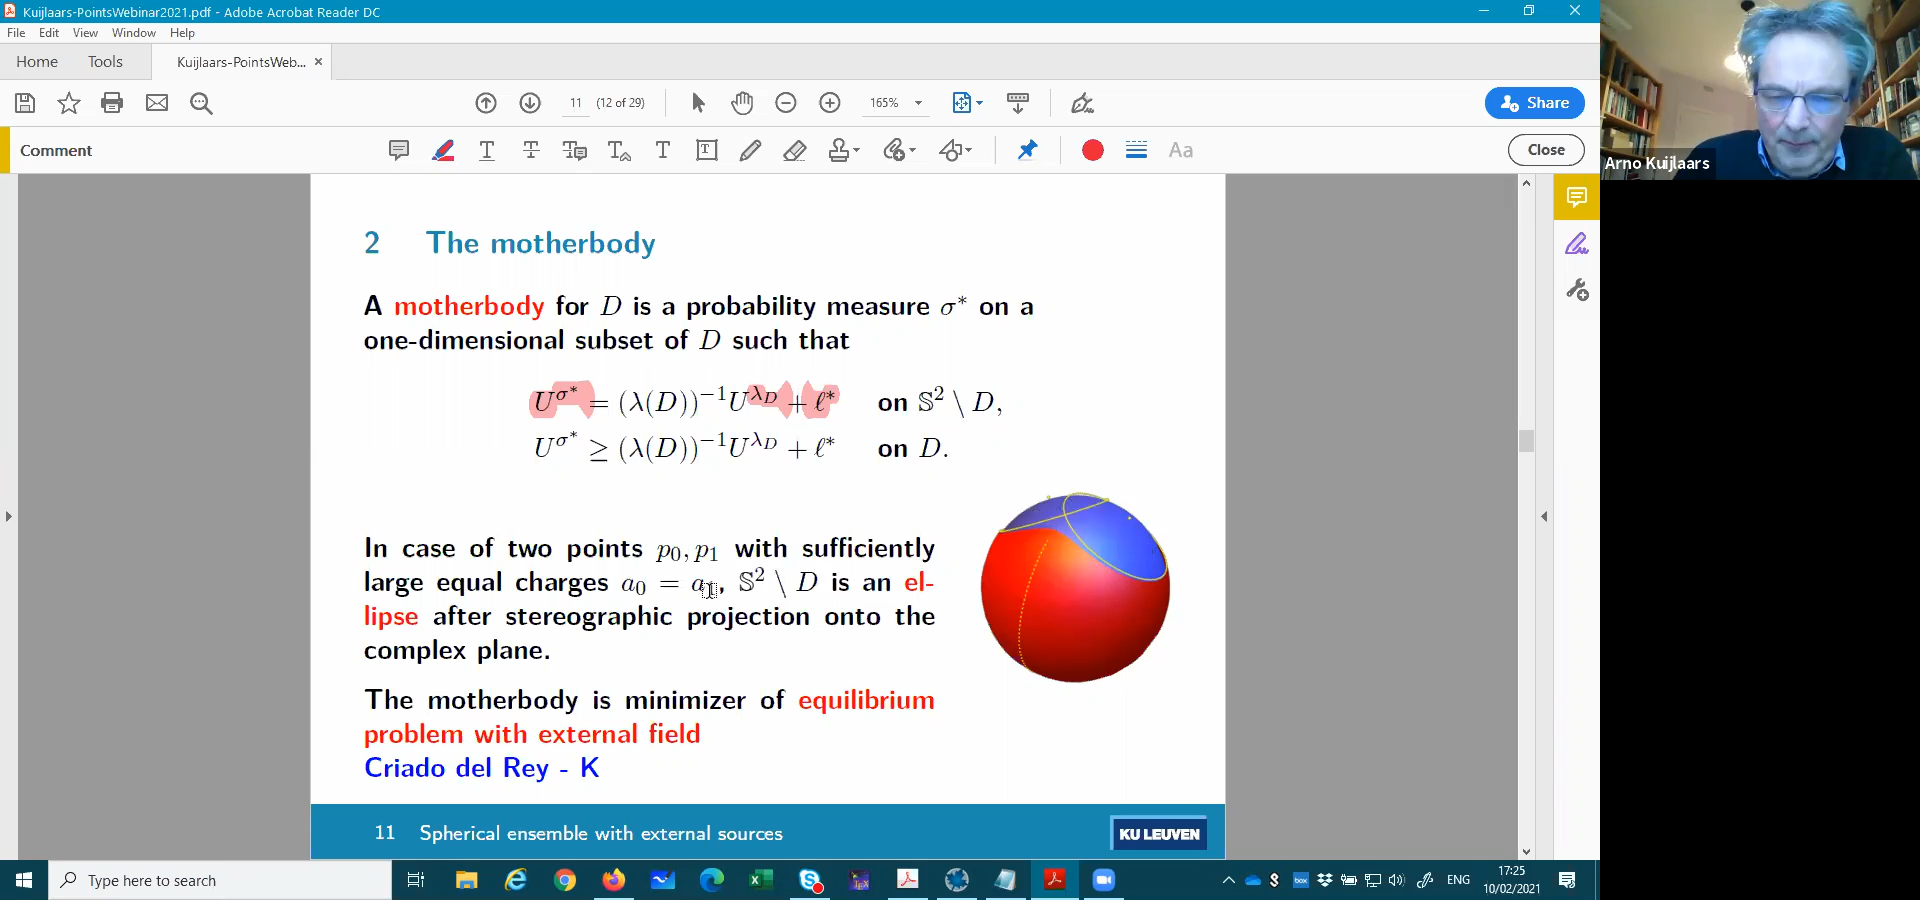 Kuijlaars-PointsWebinar2021.pdf - Adobe Acrobat Reader DC
File Edit View Window Help
Home Tools Kuijlaars-PointsWeb... ×
11 (12 of 29) 165% Share
Comment Aa Close
Arno Kuijlaars
2 The motherbody
A motherbody for D is a probability measure σ* on a
one-dimensional subset of D such that
U^{σ*} = (λ(D))^{-1}U^{λ_D} + ℓ* on 𝕊² \ D,
U^{σ*} ≥ (λ(D))^{-1}U^{λ_D} + ℓ* on D.
In case of two points p₀, p₁ with sufficiently
large equal charges a₀ = a₁, 𝕊² \ D is an el-
lipse after stereographic projection onto the
complex plane.
The motherbody is minimizer of equilibrium
problem with external field
Criado del Rey - K
11 Spherical ensemble with external sources KU LEUVEN
Type here to search ENG 17:25
10/02/2021